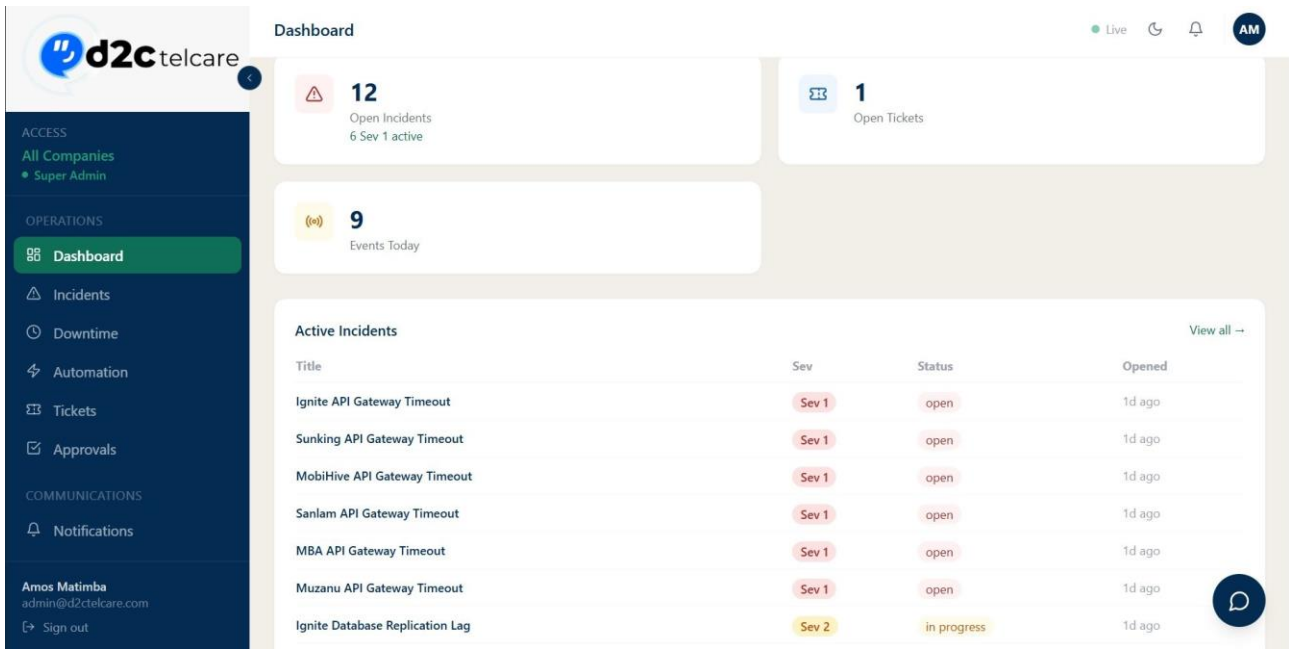 d2c telcare
ACCESS
All Companies
Super Admin
OPERATIONS
Dashboard
Incidents
Downtime
Automation
Tickets
Approvals
COMMUNICATIONS
Notifications
Amos Matimba
admin@d2ctelcare.com
Sign out
Dashboard
Live
AM
12
Open Incidents
6 Sev 1 active
1
Open Tickets
9
Events Today
Active Incidents
View all →
Title Sev Status Opened
Ignite API Gateway Timeout Sev 1 open 1d ago
Sunking API Gateway Timeout Sev 1 open 1d ago
MobiHive API Gateway Timeout Sev 1 open 1d ago
Sanlam API Gateway Timeout Sev 1 open 1d ago
MBA API Gateway Timeout Sev 1 open 1d ago
Muzanu API Gateway Timeout Sev 1 open 1d ago
Ignite Database Replication Lag Sev 2 in progress 1d ago